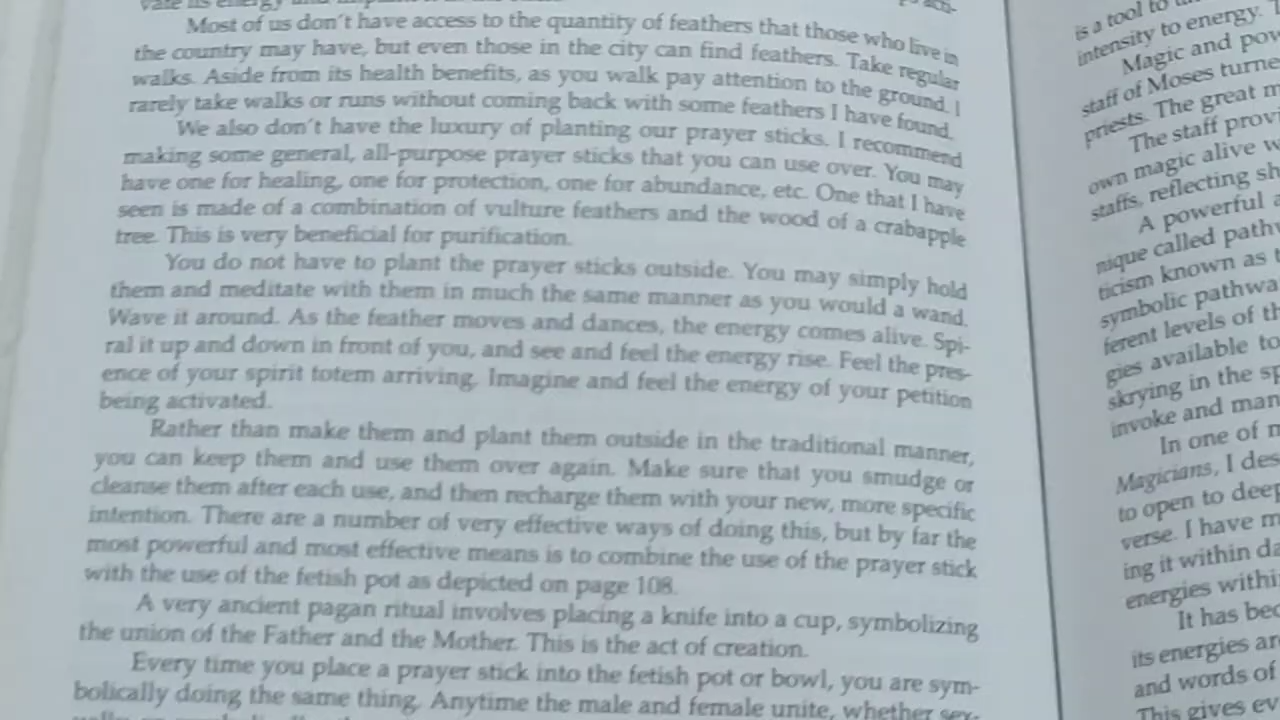 Most of us don't have access to the quantity of feathers that those who live in
the country may have, but even those in the city can find feathers. Take regular
walks. Aside from its health benefits, as you walk pay attention to the ground. I
rarely take walks or runs without coming back with some feathers I have found.
We also don't have the luxury of planting our prayer sticks. I recommend
making some general, all-purpose prayer sticks that you can use over. You may
have one for healing, one for protection, one for abundance, etc. One that I have
seen is made of a combination of vulture feathers and the wood of a crabapple
tree. This is very beneficial for purification.
You do not have to plant the prayer sticks outside. You may simply hold
them and meditate with them in much the same manner as you would a wand.
Wave it around. As the feather moves and dances, the energy comes alive. Spi-
ral it up and down in front of you, and see and feel the energy rise. Feel the pres-
ence of your spirit totem arriving. Imagine and feel the energy of your petition
being activated.
Rather than make them and plant them outside in the traditional manner,
you can keep them and use them over again. Make sure that you smudge or
cleanse them after each use, and then recharge them with your new, more specific
intention. There are a number of very effective ways of doing this, but by far the
most powerful and most effective means is to combine the use of the prayer stick
with the use of the fetish pot as depicted on page 108.
A very ancient pagan ritual involves placing a knife into a cup, symbolizing
the union of the Father and the Mother. This is the act of creation.
Every time you place a prayer stick into the fetish pot or bowl, you are sym-
bolically doing the same thing. Anytime the male and female unite, whether sex-
is a tool to
intensity to energy.
Magic and pow
staff of Moses turne
priests. The great m
The staff provi
own magic alive w
staffs, reflecting sh
A powerful a
nique called pathw
ticism known as t
symbolic pathwa
ferent levels of th
gies available to
skrying in the sp
invoke and man
In one of m
Magicians, I des
to open to deep
verse. I have m
ing it within da
energies withi
It has bec
its energies ar
and words of
This gives ev